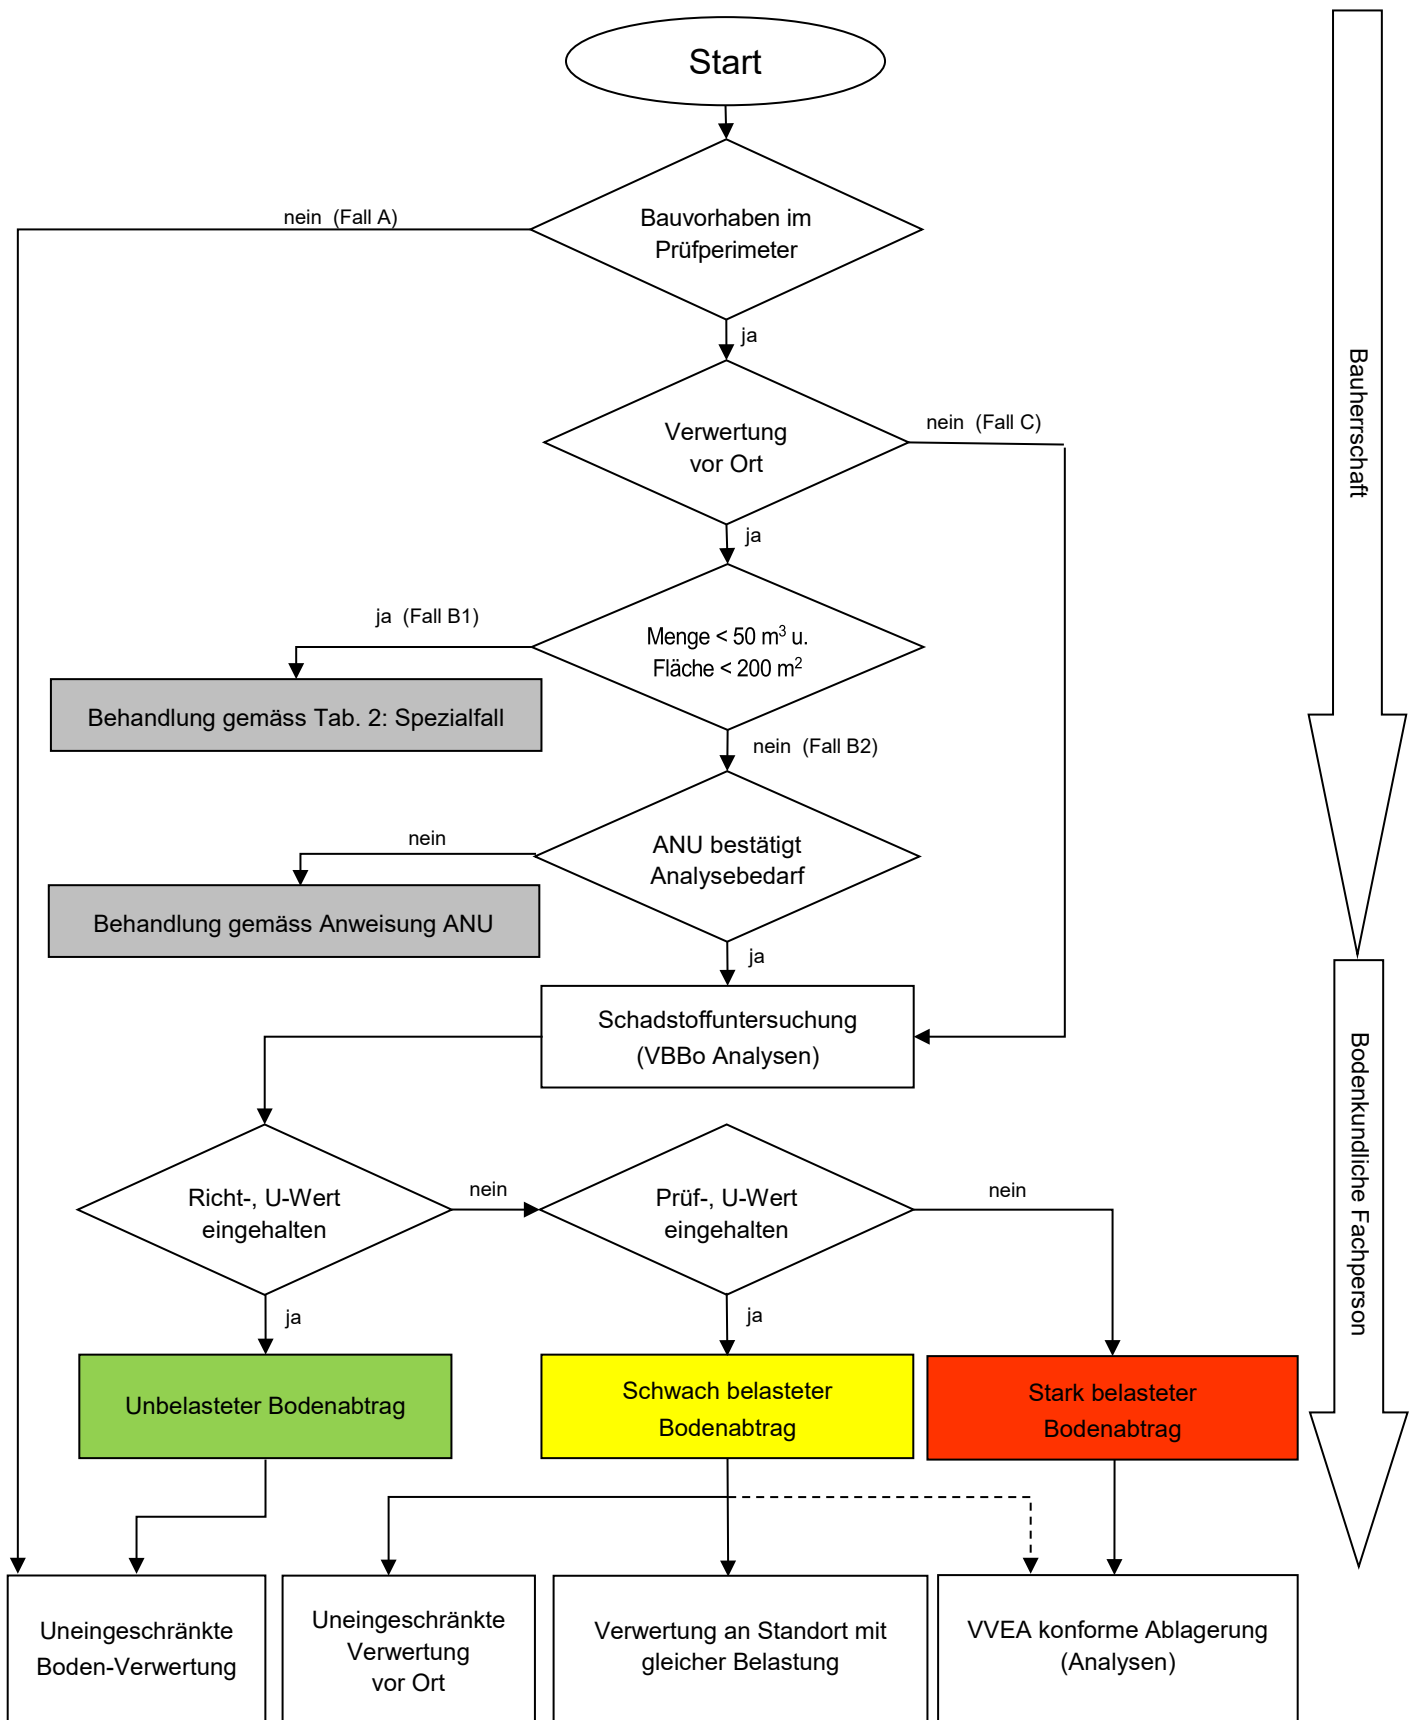 Start
nein (Fall A)
Bauvorhaben im
Prüfperimeter
ja
Verwertung
vor Ort
nein (Fall C)
ja
ja (Fall B1)
Menge < 50 m³ u.
Fläche < 200 m²
Behandlung gemäss Tab. 2: Spezialfall
nein (Fall B2)
nein
ANU bestätigt
Analysebedarf
Behandlung gemäss Anweisung ANU
ja
Schadstoffuntersuchung
(VBBo Analysen)
Richt-, U-Wert
eingehalten
nein
Prüf-, U-Wert
eingehalten
nein
ja
ja
Unbelasteter Bodenabtrag
Schwach belasteter
Bodenabtrag
Stark belasteter
Bodenabtrag
Uneingeschränkte
Boden-Verwertung
Uneingeschränkte
Verwertung
vor Ort
Verwertung an Standort mit
gleicher Belastung
VVEA konforme Ablagerung
(Analysen)
Bauherrschaft
Bodenkundliche Fachperson